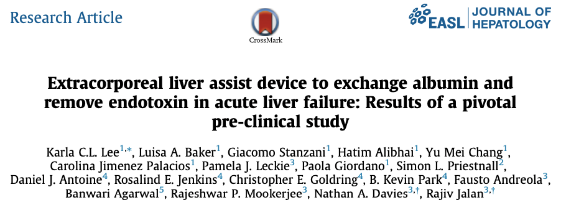 Research Article
CrossMark
EASL JOURNAL OF
HEPATOLOGY
Extracorporeal liver assist device to exchange albumin and
remove endotoxin in acute liver failure: Results of a pivotal
pre-clinical study
Karla C.L. Lee¹,*, Luisa A. Baker¹, Giacomo Stanzani¹, Hatim Alibhai¹, Yu Mei Chang¹,
Carolina Jimenez Palacios¹, Pamela J. Leckie³, Paola Giordano¹, Simon L. Priestnall²,
Daniel J. Antoine⁴, Rosalind E. Jenkins⁴, Christopher E. Goldring⁴, B. Kevin Park⁴, Fausto Andreola³,
Banwari Agarwal⁵, Rajeshwar P. Mookerjee³, Nathan A. Davies³,†, Rajiv Jalan³,†